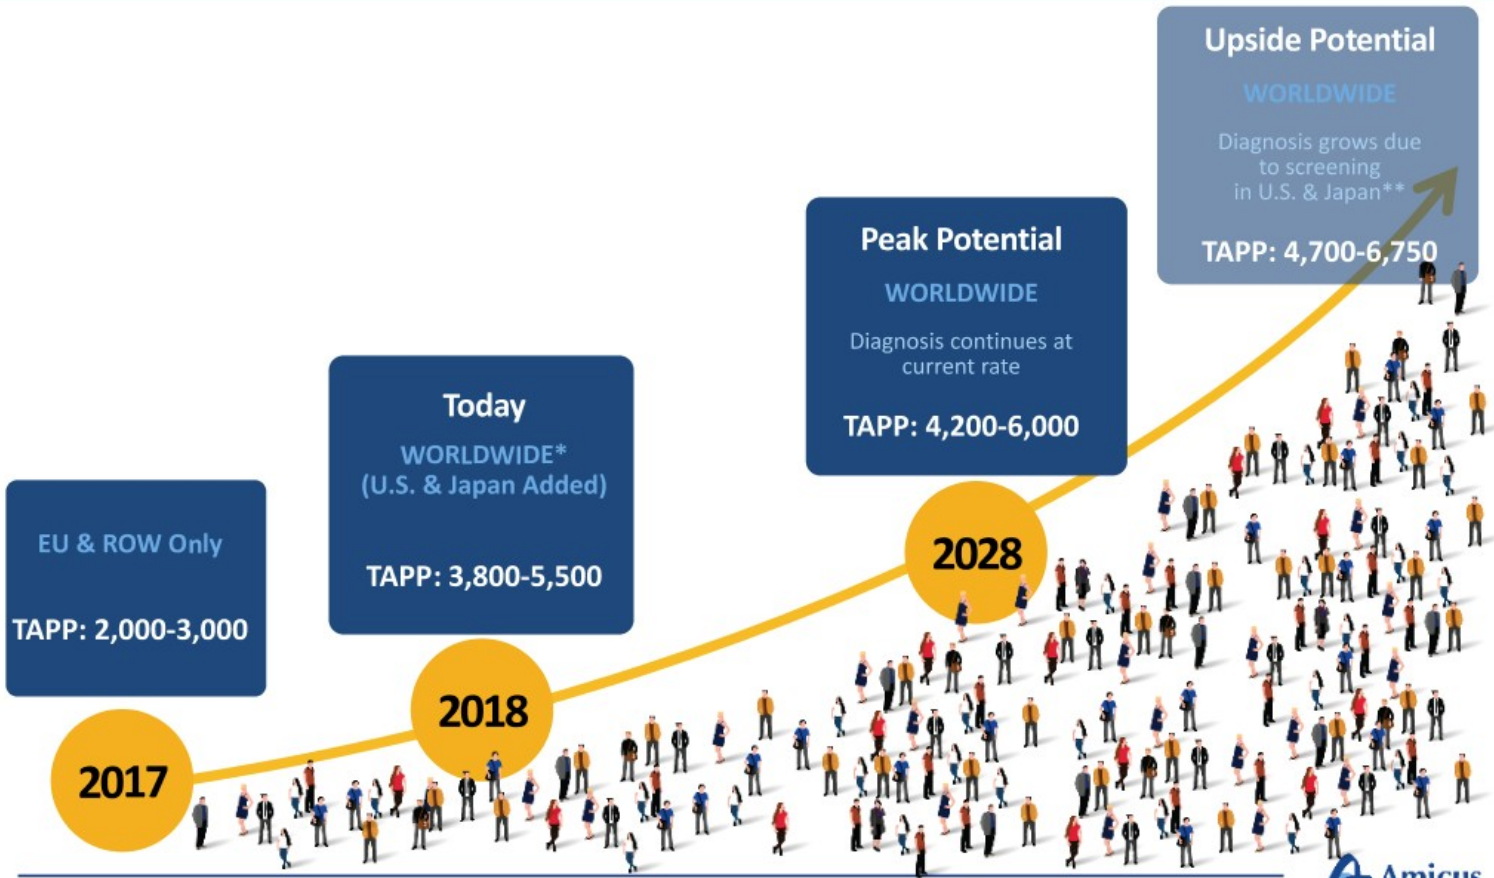 EU & ROW Only
TAPP: 2,000-3,000
2017
Today
WORLDWIDE*
(U.S. & Japan Added)
TAPP: 3,800-5,500
2018
Peak Potential
WORLDWIDE
Diagnosis continues at
current rate
TAPP: 4,200-6,000
2028
Upside Potential
WORLDWIDE
Diagnosis grows due
to screening
in U.S. & Japan**
TAPP: 4,700-6,750
Amicus